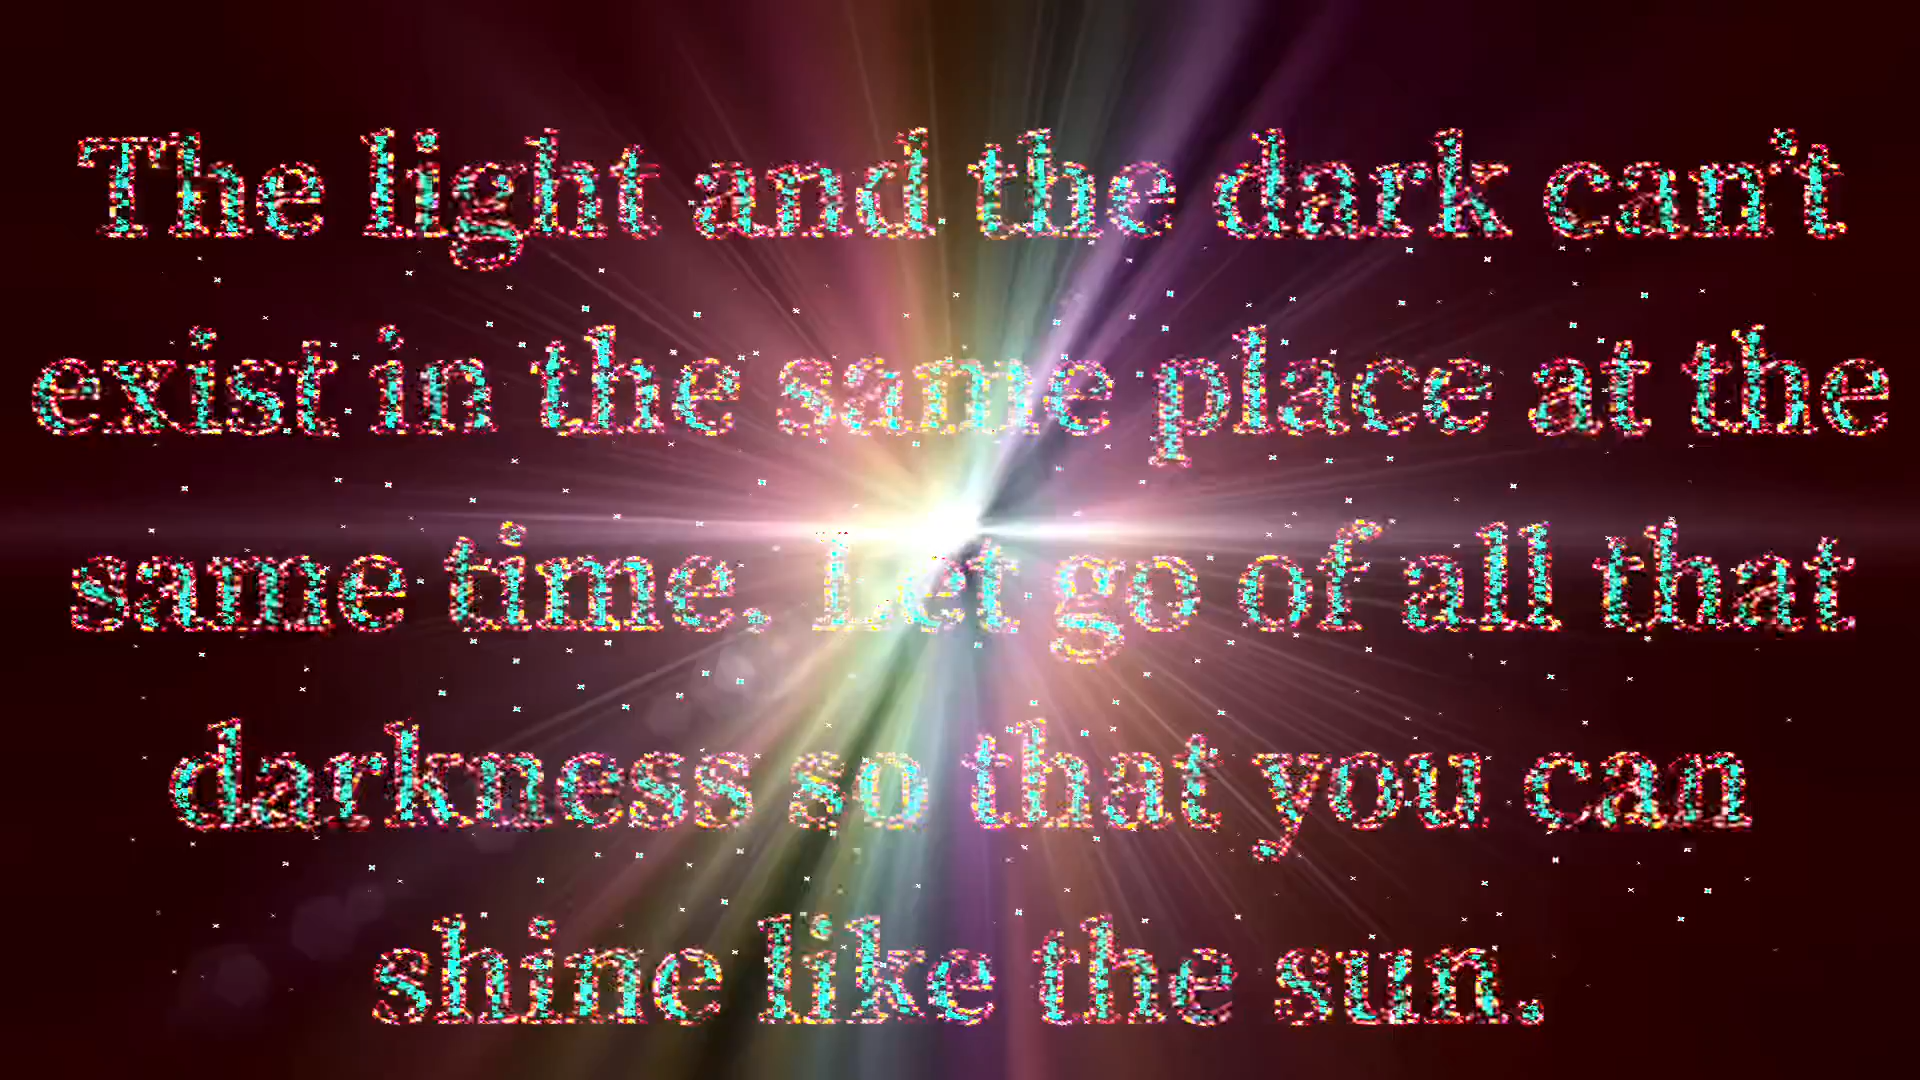 The light and the dark can't
exist in the same place at the
same time. Let go of all that
darkness so that you can
shine like the sun.